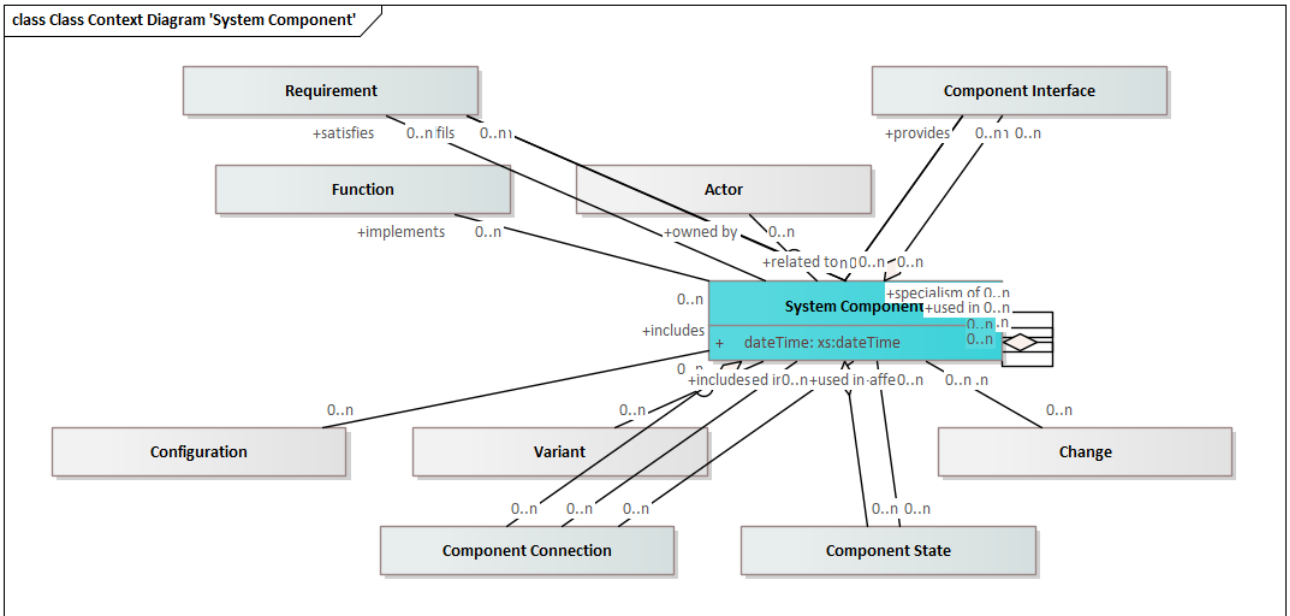 class Class Context Diagram 'System Component'
Requirement
Component Interface
+satisfies 0..n fils 0..n
+provides 0..n 0..n
Function
Actor
+implements 0..n
+owned by 0..n
+related to 0..n 0..n
0..n
+specialism of 0..n
System Component
+used in 0..n
+includes
0..n
+ dateTime: xs:dateTime
0..n
+includes 0..n +used in 0..n 0..n
0..n
0..n
0..n
Configuration
Variant
Change
0..n 0..n 0..n
0..n 0..n
Component Connection
Component State